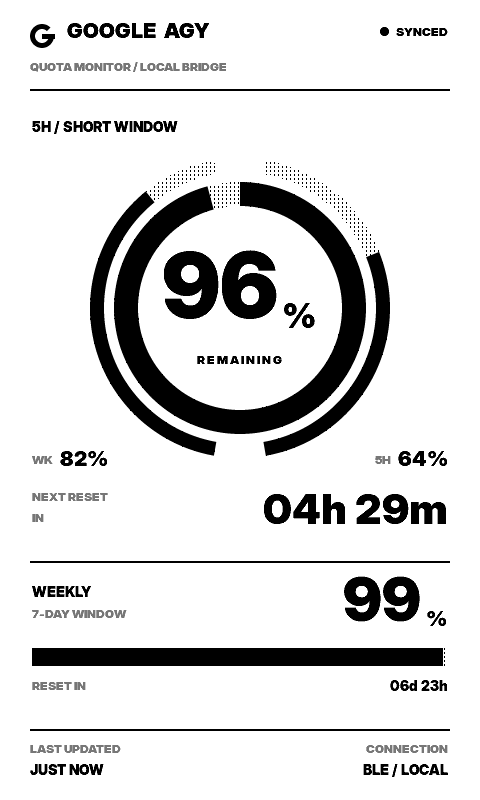 GOOGLE AGY
SYNCED
QUOTA MONITOR / LOCAL BRIDGE
5H / SHORT WINDOW
96%
REMAINING
WK 82%
5H 64%
NEXT RESET
IN
04h 29m
WEEKLY
7-DAY WINDOW
99%
RESET IN
06d 23h
LAST UPDATED
JUST NOW
CONNECTION
BLE / LOCAL